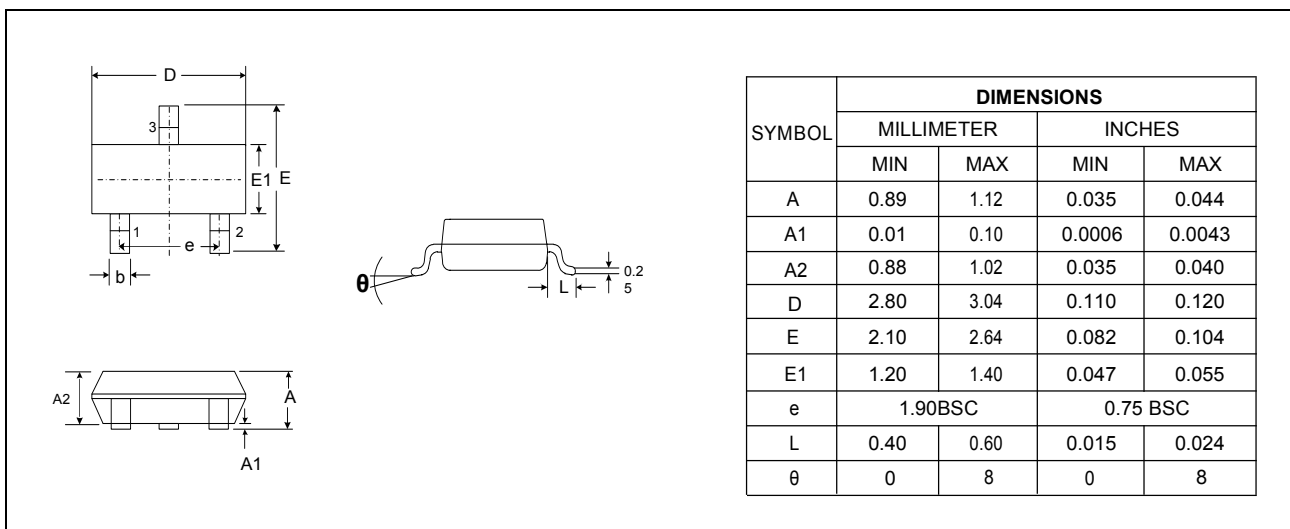 D
3
E1 E
1 2
e
b
θ
L
0.2
5
A2
A
A1
DIMENSIONS
SYMBOL MILLIMETER INCHES
MIN MAX MIN MAX
A 0.89 1.12 0.035 0.044
A1 0.01 0.10 0.0006 0.0043
A2 0.88 1.02 0.035 0.040
D 2.80 3.04 0.110 0.120
E 2.10 2.64 0.082 0.104
E1 1.20 1.40 0.047 0.055
e 1.90BSC 0.75 BSC
L 0.40 0.60 0.015 0.024
θ 0 8 0 8